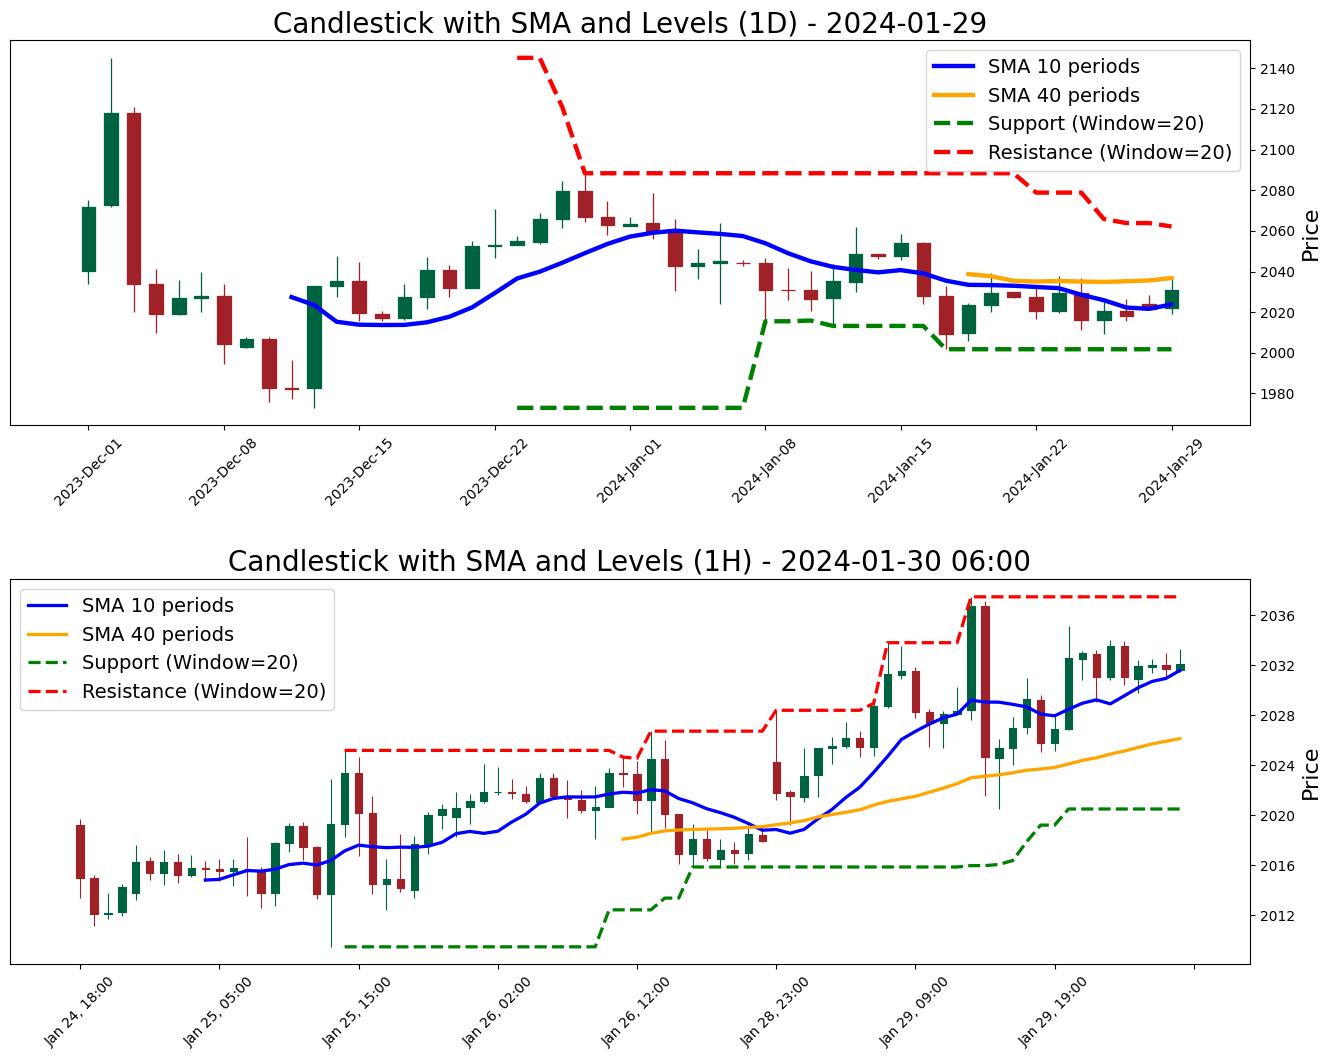 Candlestick with SMA and Levels (1D) - 2024-01-29
SMA 10 periods
SMA 40 periods
Support (Window=20)
Resistance (Window=20)
2140
2120
2100
2080
2060
2040
2020
2000
1980
Price
2023-Dec-01
2023-Dec-08
2023-Dec-15
2023-Dec-22
2024-Jan-01
2024-Jan-08
2024-Jan-15
2024-Jan-22
2024-Jan-29
Candlestick with SMA and Levels (1H) - 2024-01-30 06:00
SMA 10 periods
SMA 40 periods
Support (Window=20)
Resistance (Window=20)
2036
2032
2028
2024
2020
2016
2012
Price
Jan 24, 18:00
Jan 25, 05:00
Jan 25, 15:00
Jan 26, 02:00
Jan 26, 12:00
Jan 28, 23:00
Jan 29, 09:00
Jan 29, 19:00